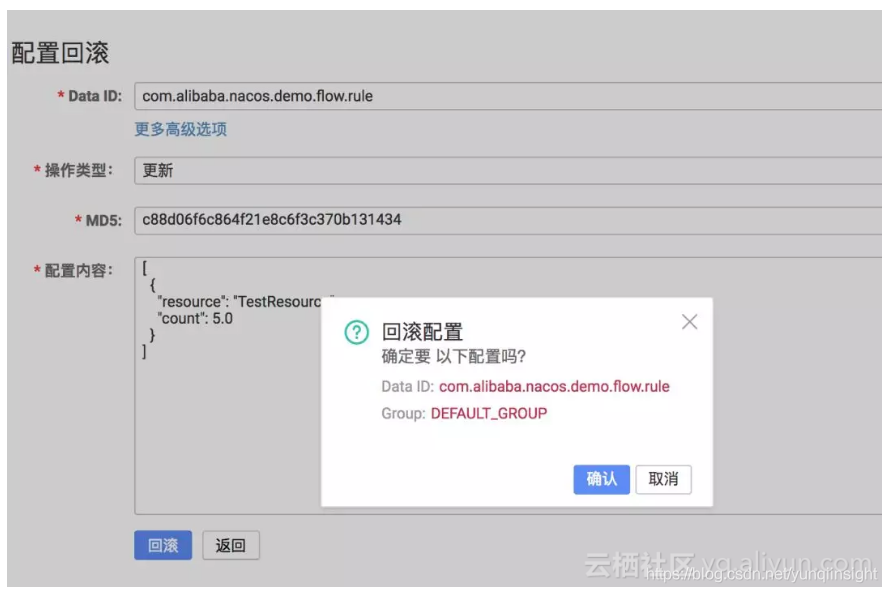 配置回滚
* Data ID: com.alibaba.nacos.demo.flow.rule
更多高级选项
* 操作类型: 更新
* MD5: c88d06f6c864f21e8c6f3c370b131434
* 配置内容: [
{
"resource": "TestResourc
"count": 5.0
}
]
回滚配置
确定要 以下配置吗?
Data ID: com.alibaba.nacos.demo.flow.rule
Group: DEFAULT_GROUP
确认 取消
回滚 返回
云栖社区 yq.aliyun.com
https://blog.csdn.net/yunqiinsight